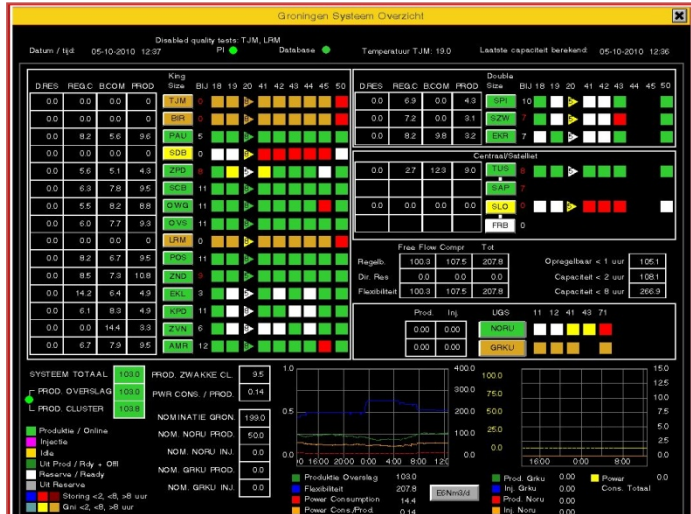 Groningen Systeem Overzicht
Disabled quality tests: TJM, LRM
Datum / tijd: 05-10-2010 12:37 PI Database Temperatuur TJM: 19.0 Laatste capaciteit berekend: 05-10-2010 12:36
D.RES REG.C B.COM PROD King Size BIJ 18 19 20 41 42 43 44 45 50
0.0 0.0 0.0 0.0 TJM 0
0.0 0.0 0.0 0.0 BIR 0
0.0 8.2 5.6 9.6 PAU 5
0.0 0.0 0.0 0.0 SDB 0
0.0 5.6 5.1 4.3 ZPD 8
0.0 6.3 7.8 9.5 SCB 11
0.0 5.5 8.2 8.8 OWG 11
0.0 6.0 7.7 9.3 OVS 11
0.0 0.0 0.0 0.0 LRM 0
0.0 8.2 6.7 9.5 POS 11
0.0 8.5 7.3 10.8 ZND 9
0.0 14.2 6.4 4.9 EKL 3
0.0 6.1 8.3 4.9 KPD 11
0.0 0.0 14.4 3.3 ZVN 6
0.0 6.7 7.9 9.5 AMR 12
D.RES REG.C B.COM PROD Double Size BIJ 18 19 20 41 42 43 44 45 50
0.0 6.9 0.0 4.3 SPI 10
0.0 7.2 0.0 3.1 SZW 7
0.0 8.2 9.8 3.2 EKR 7
Centraal/Satelliet
0.0 2.7 12.3 9.0 TUS 8
SAP 7
0.0 0.0 0.0 0.0 SLO 0
FRB 0
Free Flow Compr Tot
Regelb. 100.3 107.5 207.8
Dir. Res 0.0 0.0 0.0
Flexibiliteit 100.3 107.5 207.8
Opregelbaar < 1 uur 105.1
Capaciteit < 2 uur 108.1
Capaciteit < 8 uur 266.9
Prod. Inj. UGS 11 12 41 43 71
0.00 0.00 NORU
0.00 0.00 GRKU
SYSTEEM TOTAAL 103.0
PROD. OVERSLAG 103.0
PROD. CLUSTER 103.8
Produktie / Online
Injectie
Idle
Uit Prod / Rdy + Offl
Reserve / Ready
Uit Reserve
Storing <2, <8, >8 uur
Gni <2, <8, >8 uur
PROD. ZWAKKE CL. 9.5
PWR CONS. / PROD. 0.14
NOMINATIE GRON. 199.0
NOM. NORU PROD. 50.0
NOM. NORU INJ. 0.0
NOM. GRKU PROD. 0.0
NOM. GRKU INJ. 0.0
1.0 400.0
300.0
0.5 200.0
100.0
0.0 0.0
16:00 20:00 0:00 4:00 8:00 12:00
Produktie Overslag 103.0
Flexibiliteit 207.8
Power Consumption 14.4
Power Cons./Prod. 0.14
E6Nm3/d
100.0 15.0
75.0
10.0
50.0
5.0
25.0
0.0 0.0
16:00 0:00 8:00
Prod. Grku 0.00
Inj. Grku 0.00
Prod. Noru 0.00
Inj. Noru 0.00
Power Cons. Totaal 0.0